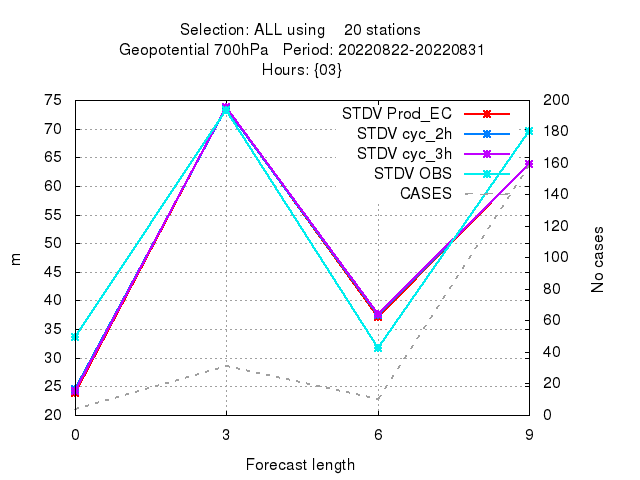 Selection: ALL using    20 stations
Geopotential 700hPa   Period: 20220822-20220831
Hours: {03}
75
70
65
60
55
50
45
40
35
30
25
20
200
180
160
140
120
100
80
60
40
20
0
STDV Prod_EC
STDV cyc_2h
STDV cyc_3h
STDV OBS
CASES
m
No cases
0
3
6
9
Forecast length